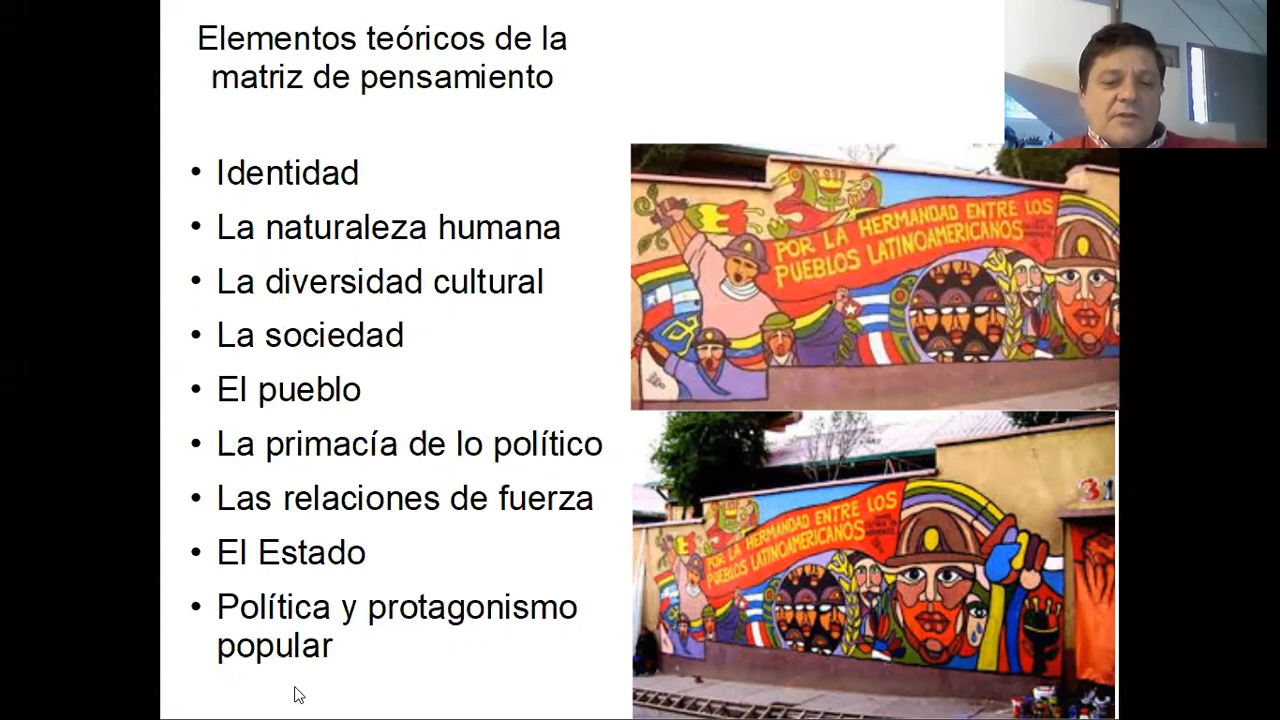 Elementos teóricos de la
matriz de pensamiento
• Identidad
• La naturaleza humana
• La diversidad cultural
• La sociedad
• El pueblo
• La primacía de lo político
• Las relaciones de fuerza
• El Estado
• Política y protagonismo
popular
POR LA HERMANDAD ENTRE LOS
PUEBLOS LATINOAMERICANOS
POR LA HERMANDAD ENTRE LOS
PUEBLOS LATINOAMERICANOS
31